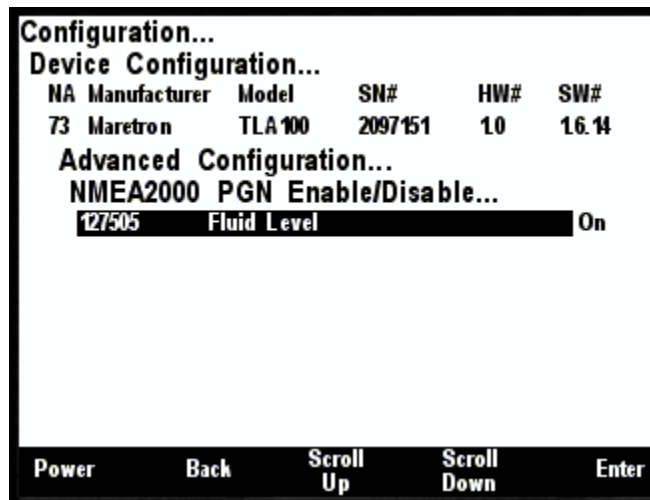 Configuration...
Device Configuration...
NA Manufacturer Model SN# HW# SW#
73 Maretron TLA100 2097151 1.0 1.6.14
Advanced Configuration...
NMEA2000 PGN Enable/Disable...
127505 Fluid Level On
Power Back Scroll Up Scroll Down Enter